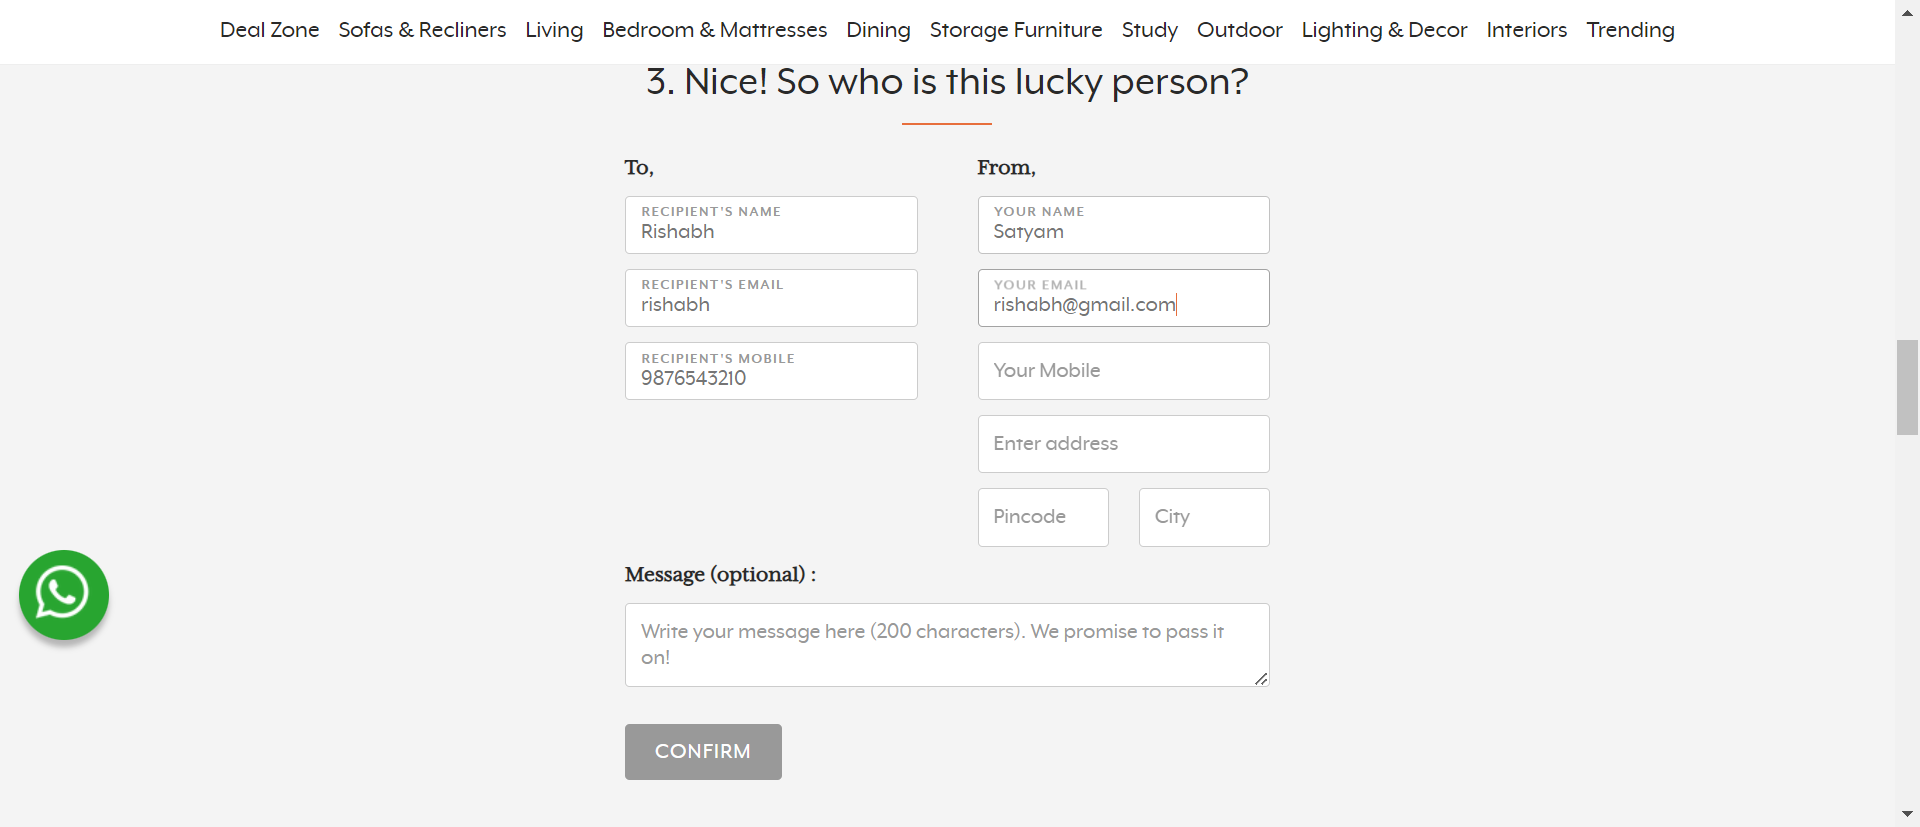 Deal Zone Sofas & Recliners Living Bedroom & Mattresses Dining Storage Furniture Study Outdoor Lighting & Decor Interiors Trending
3. Nice! So who is this lucky person?
To,
RECIPIENT'S NAME
Rishabh
RECIPIENT'S EMAIL
rishabh
RECIPIENT'S MOBILE
9876543210
From,
YOUR NAME
Satyam
YOUR EMAIL
rishabh@gmail.com
Your Mobile
Enter address
Pincode City
Message (optional) :
Write your message here (200 characters). We promise to pass it
on!
CONFIRM